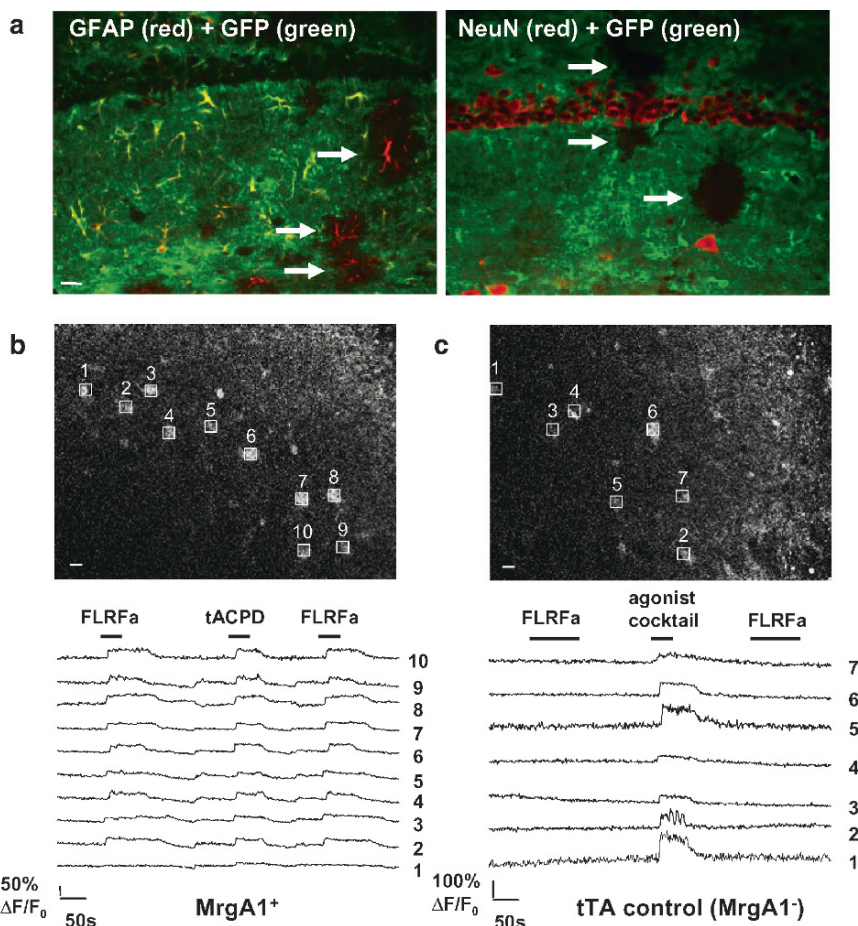 a
GFAP (red) + GFP (green)
NeuN (red) + GFP (green)
b
1
2
3
4
5
6
7
8
10
9
FLRFa
tACPD
FLRFa
10
9
8
7
6
5
4
3
2
1
50%
ΔF/F0
50s
MrgA1+
c
1
3
4
6
5
7
2
FLRFa
agonist
cocktail
FLRFa
7
6
5
4
3
2
1
100%
ΔF/F0
50s
tTA control (MrgA1-)